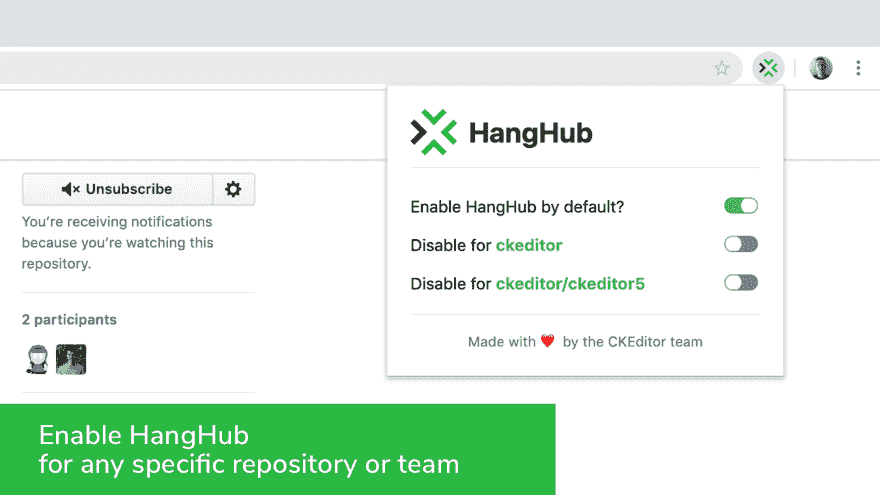 HangHub
Enable HangHub by default?
Disable for ckeditor
Disable for ckeditor/ckeditor5
Made with ❤️ by the CKEditor team
Unsubscribe
You’re receiving notifications
because you’re watching this
repository.
2 participants
Enable HangHub
for any specific repository or team